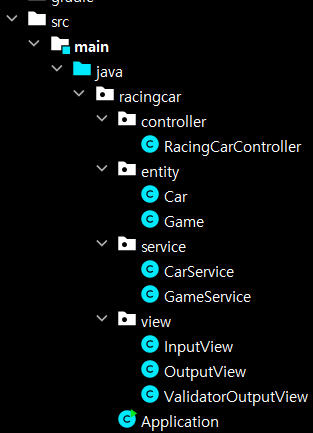 gradle
src
main
java
racingcar
controller
RacingCarController
entity
Car
Game
service
CarService
GameService
view
InputView
OutputView
ValidatorOutputView
Application